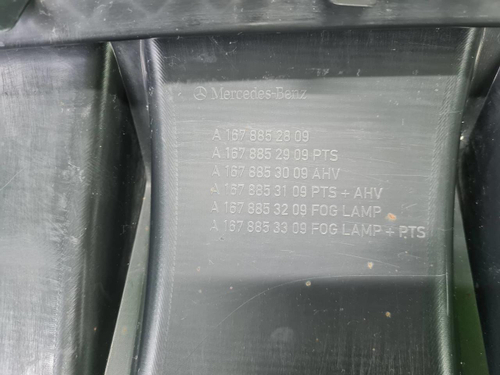 Mercedes-Benz
A 167 885 28 09
A 167 885 29 09 PTS
A 167 885 30 09 AHV
A 167 885 31 09 PTS + AHV
A 167 885 32 09 FOG LAMP
A 167 885 33 09 FOG LAMP + PTS